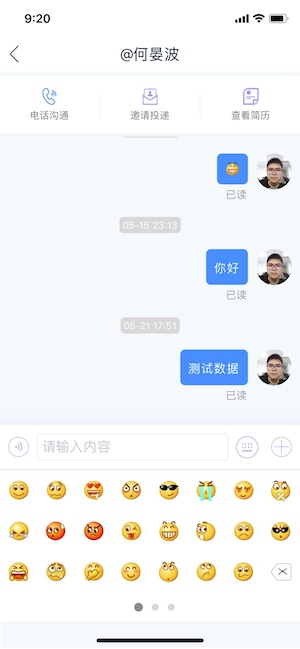 9:20
@何晏波
电话沟通
邀请投递
查看简历
已读
05-15 23:13
你好
已读
05-21 17:51
测试数据
已读
请输入内容